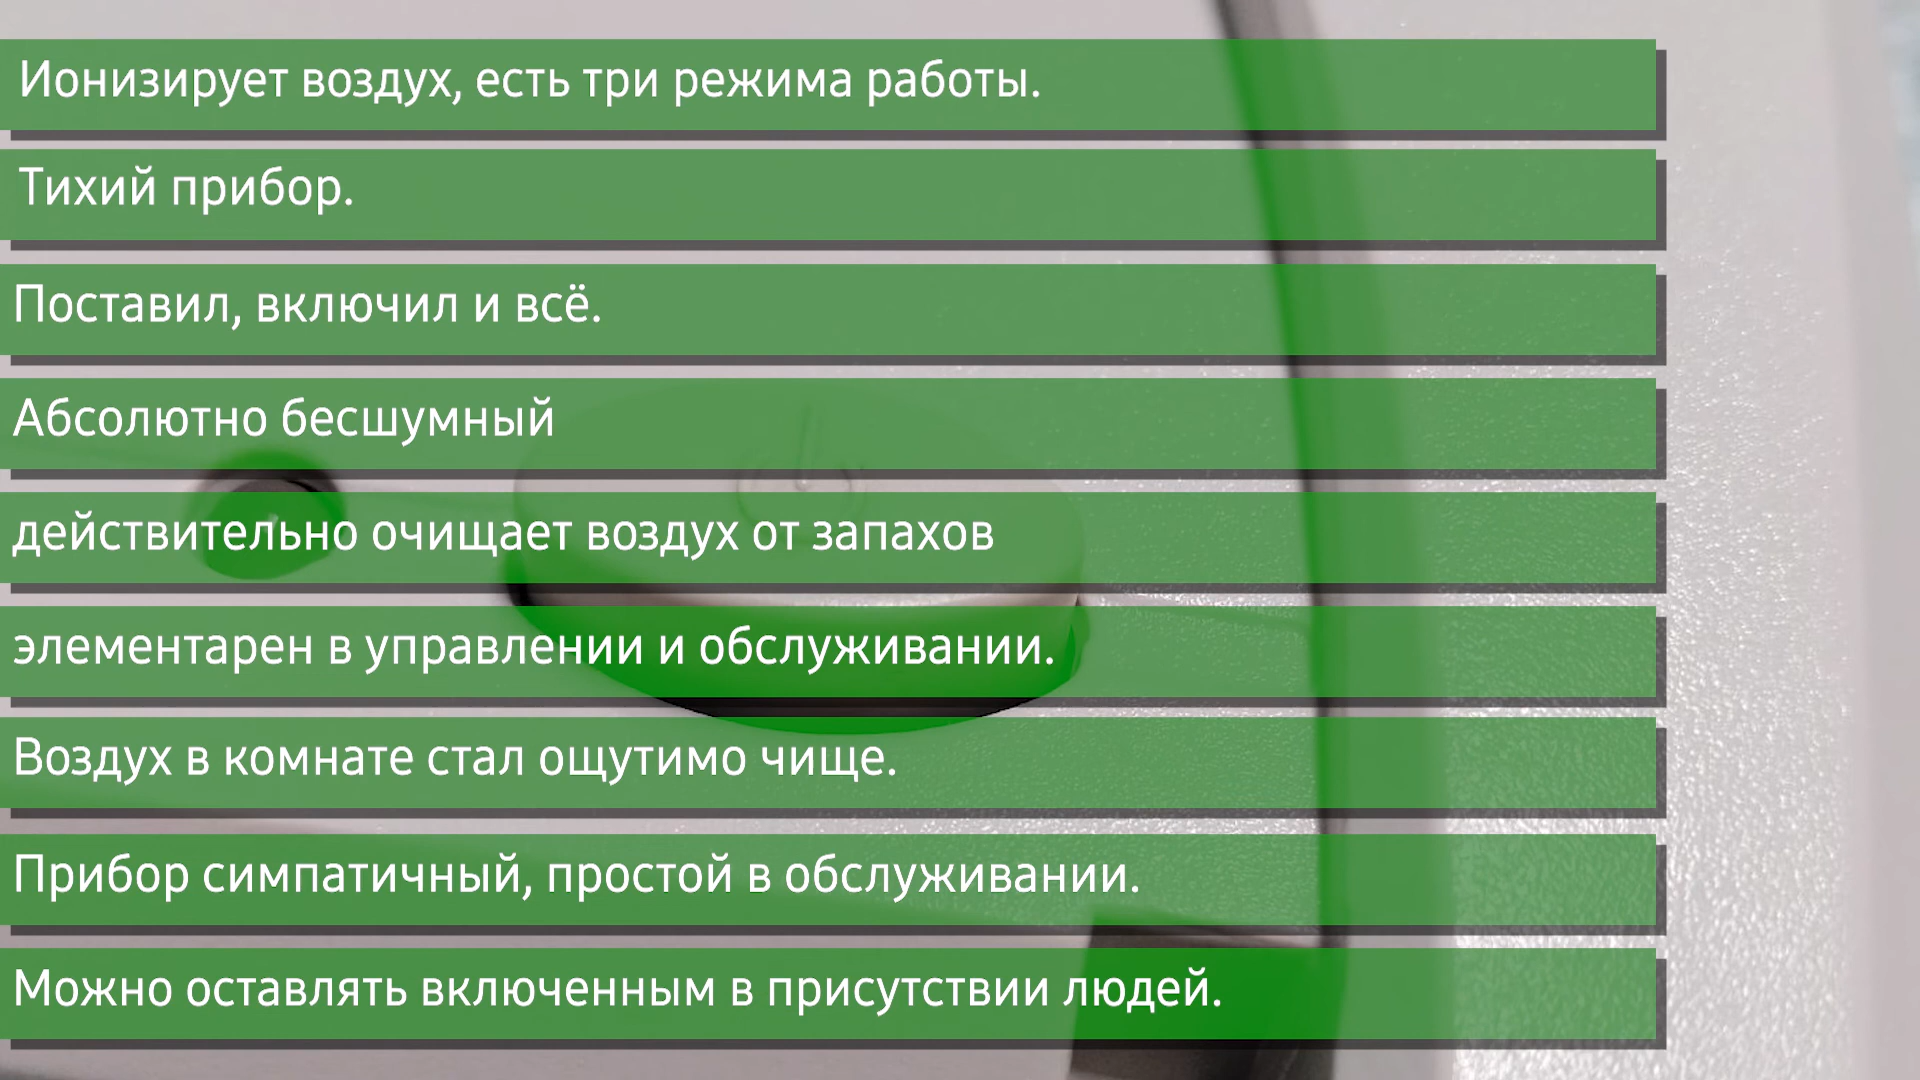 Ионизирует воздух, есть три режима работы.
Тихий прибор.
Поставил, включил и всё.
Абсолютно бесшумный
действительно очищает воздух от запахов
элементарен в управлении и обслуживании.
Воздух в комнате стал ощутимо чище.
Прибор симпатичный, простой в обслуживании.
Можно оставлять включенным в присутствии людей.